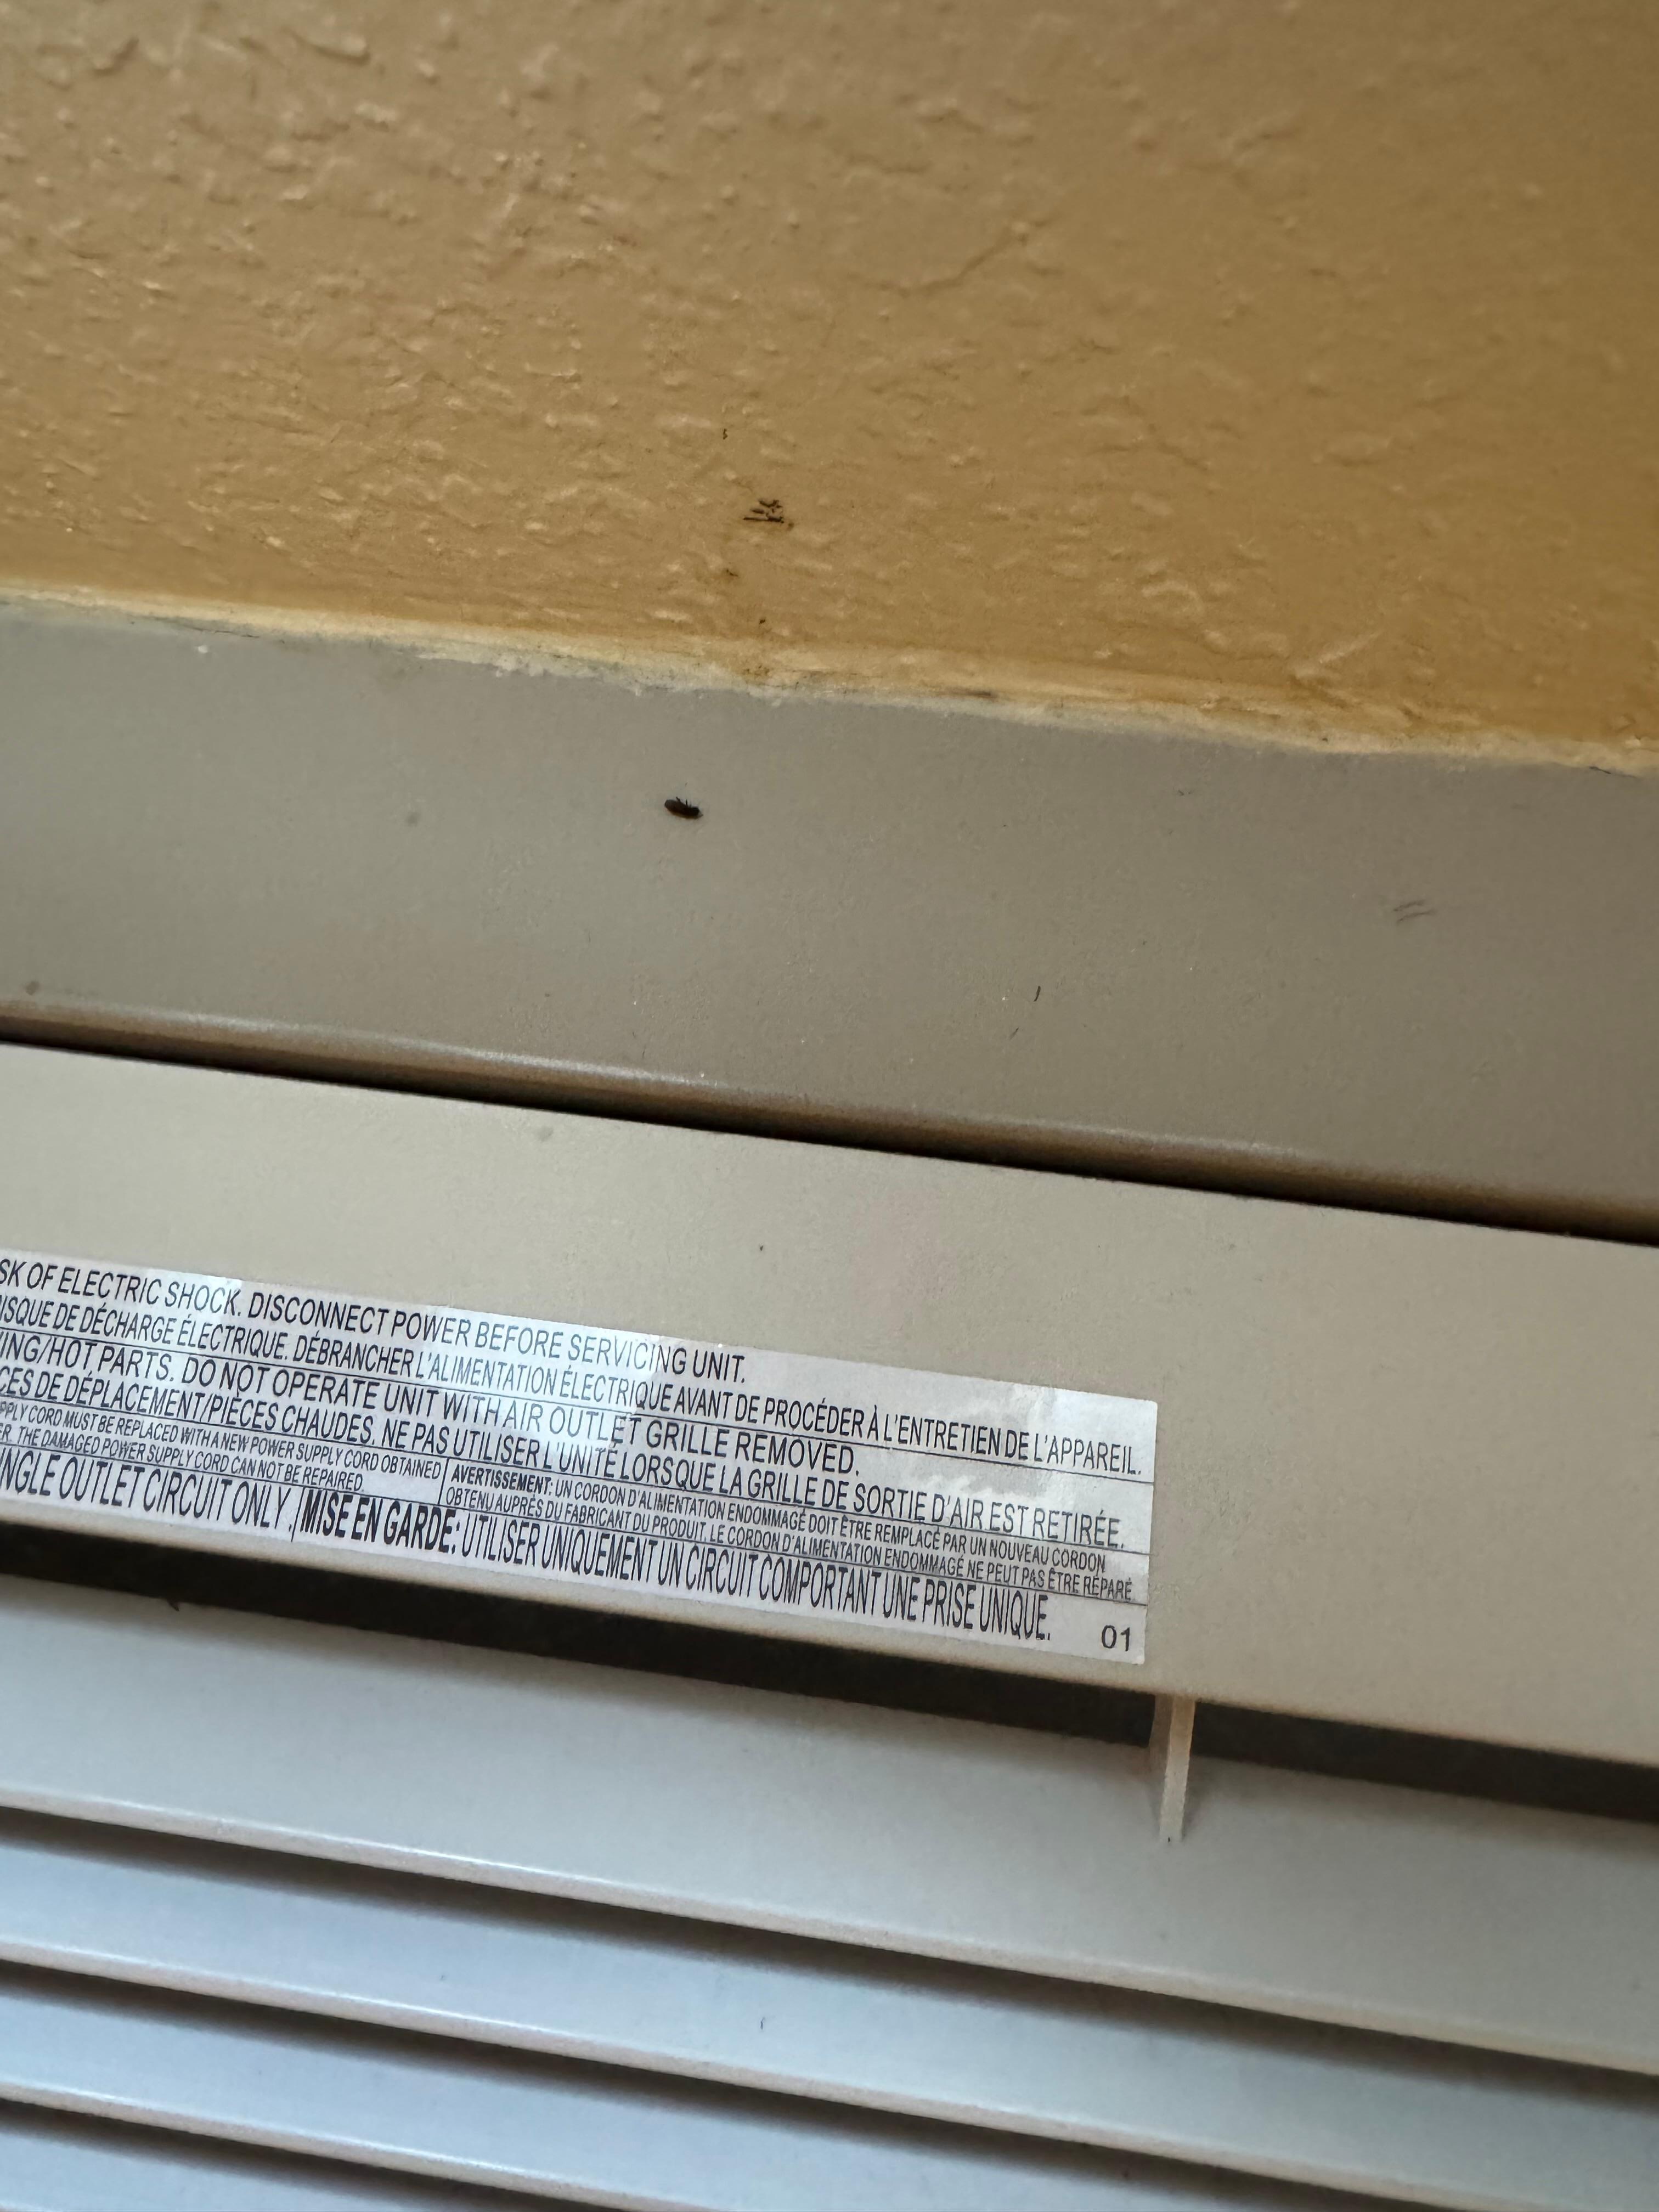 SK OF ELECTRIC SHOCK. DISCONNECT POWER BEFORE SERVICING UNIT.
ISQUE DE DÉCHARGE ÉLECTRIQUE. DÉBRANCHER L'ALIMENTATION ÉLECTRIQUE AVANT DE PROCÉDER À L'ENTRETIEN DE L'APPAREIL.
ING/HOT PARTS. DO NOT OPERATE UNIT WITH AIR OUTLET GRILLE REMOVED.
CES DE DÉPLACEMENT/PIÈCES CHAUDES. NE PAS UTILISER L'UNITÉ LORSQUE LA GRILLE DE SORTIE D'AIR EST RETIRÉE.
PPLY CORD MUST BE REPLACED WITH A NEW POWER SUPPLY CORD OBTAINED
ER. THE DAMAGED POWER SUPPLY CORD CAN NOT BE REPAIRED.
AVERTISSEMENT: UN CORDON D'ALIMENTATION ENDOMMAGÉ DOIT ÊTRE REMPLACÉ PAR UN NOUVEAU CORDON
OBTENU AUPRÈS DU FABRICANT DU PRODUIT. LE CORDON D'ALIMENTATION ENDOMMAGÉ NE PEUT PAS ÊTRE RÉPARÉ.
INGLE OUTLET CIRCUIT ONLY. MISE EN GARDE: UTILISER UNIQUEMENT UN CIRCUIT COMPORTANT UNE PRISE UNIQUE.
01